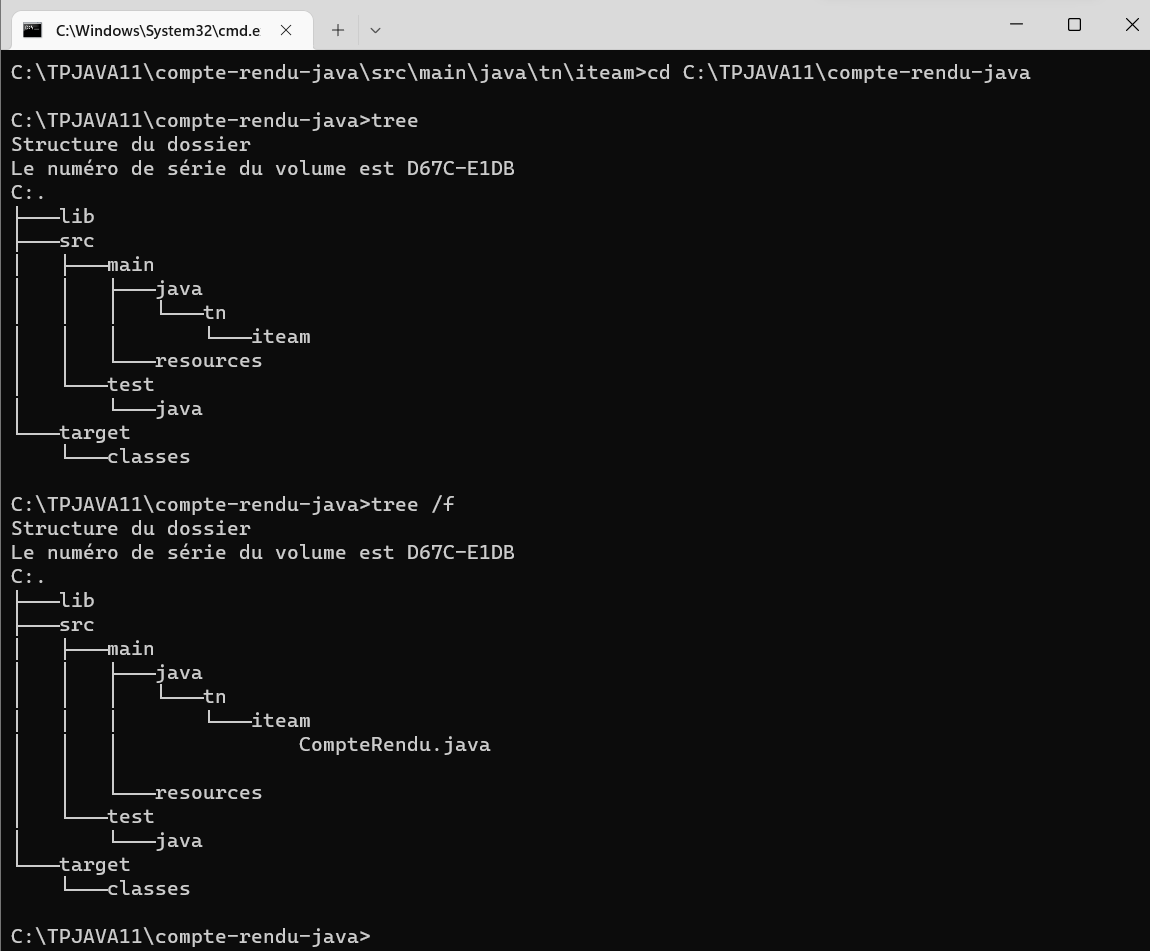 C:\Windows\System32\cmd.e
C:\TPJAVA11\compte-rendu-java\src\main\java\tn\iteam>cd C:\TPJAVA11\compte-rendu-java
C:\TPJAVA11\compte-rendu-java>tree
Structure du dossier
Le numéro de série du volume est D67C-E1DB
C:.
├───lib
├───src
│   ├───main
│   │   ├───java
│   │   │   └───tn
│   │   │       └───iteam
│   │   └───resources
│   └───test
│       └───java
└───target
    └───classes
C:\TPJAVA11\compte-rendu-java>tree /f
Structure du dossier
Le numéro de série du volume est D67C-E1DB
C:.
├───lib
├───src
│   ├───main
│   │   ├───java
│   │   │   └───tn
│   │   │       └───iteam
│   │   │               CompteRendu.java
│   │   │
│   │   └───resources
│   └───test
│       └───java
└───target
    └───classes
C:\TPJAVA11\compte-rendu-java>